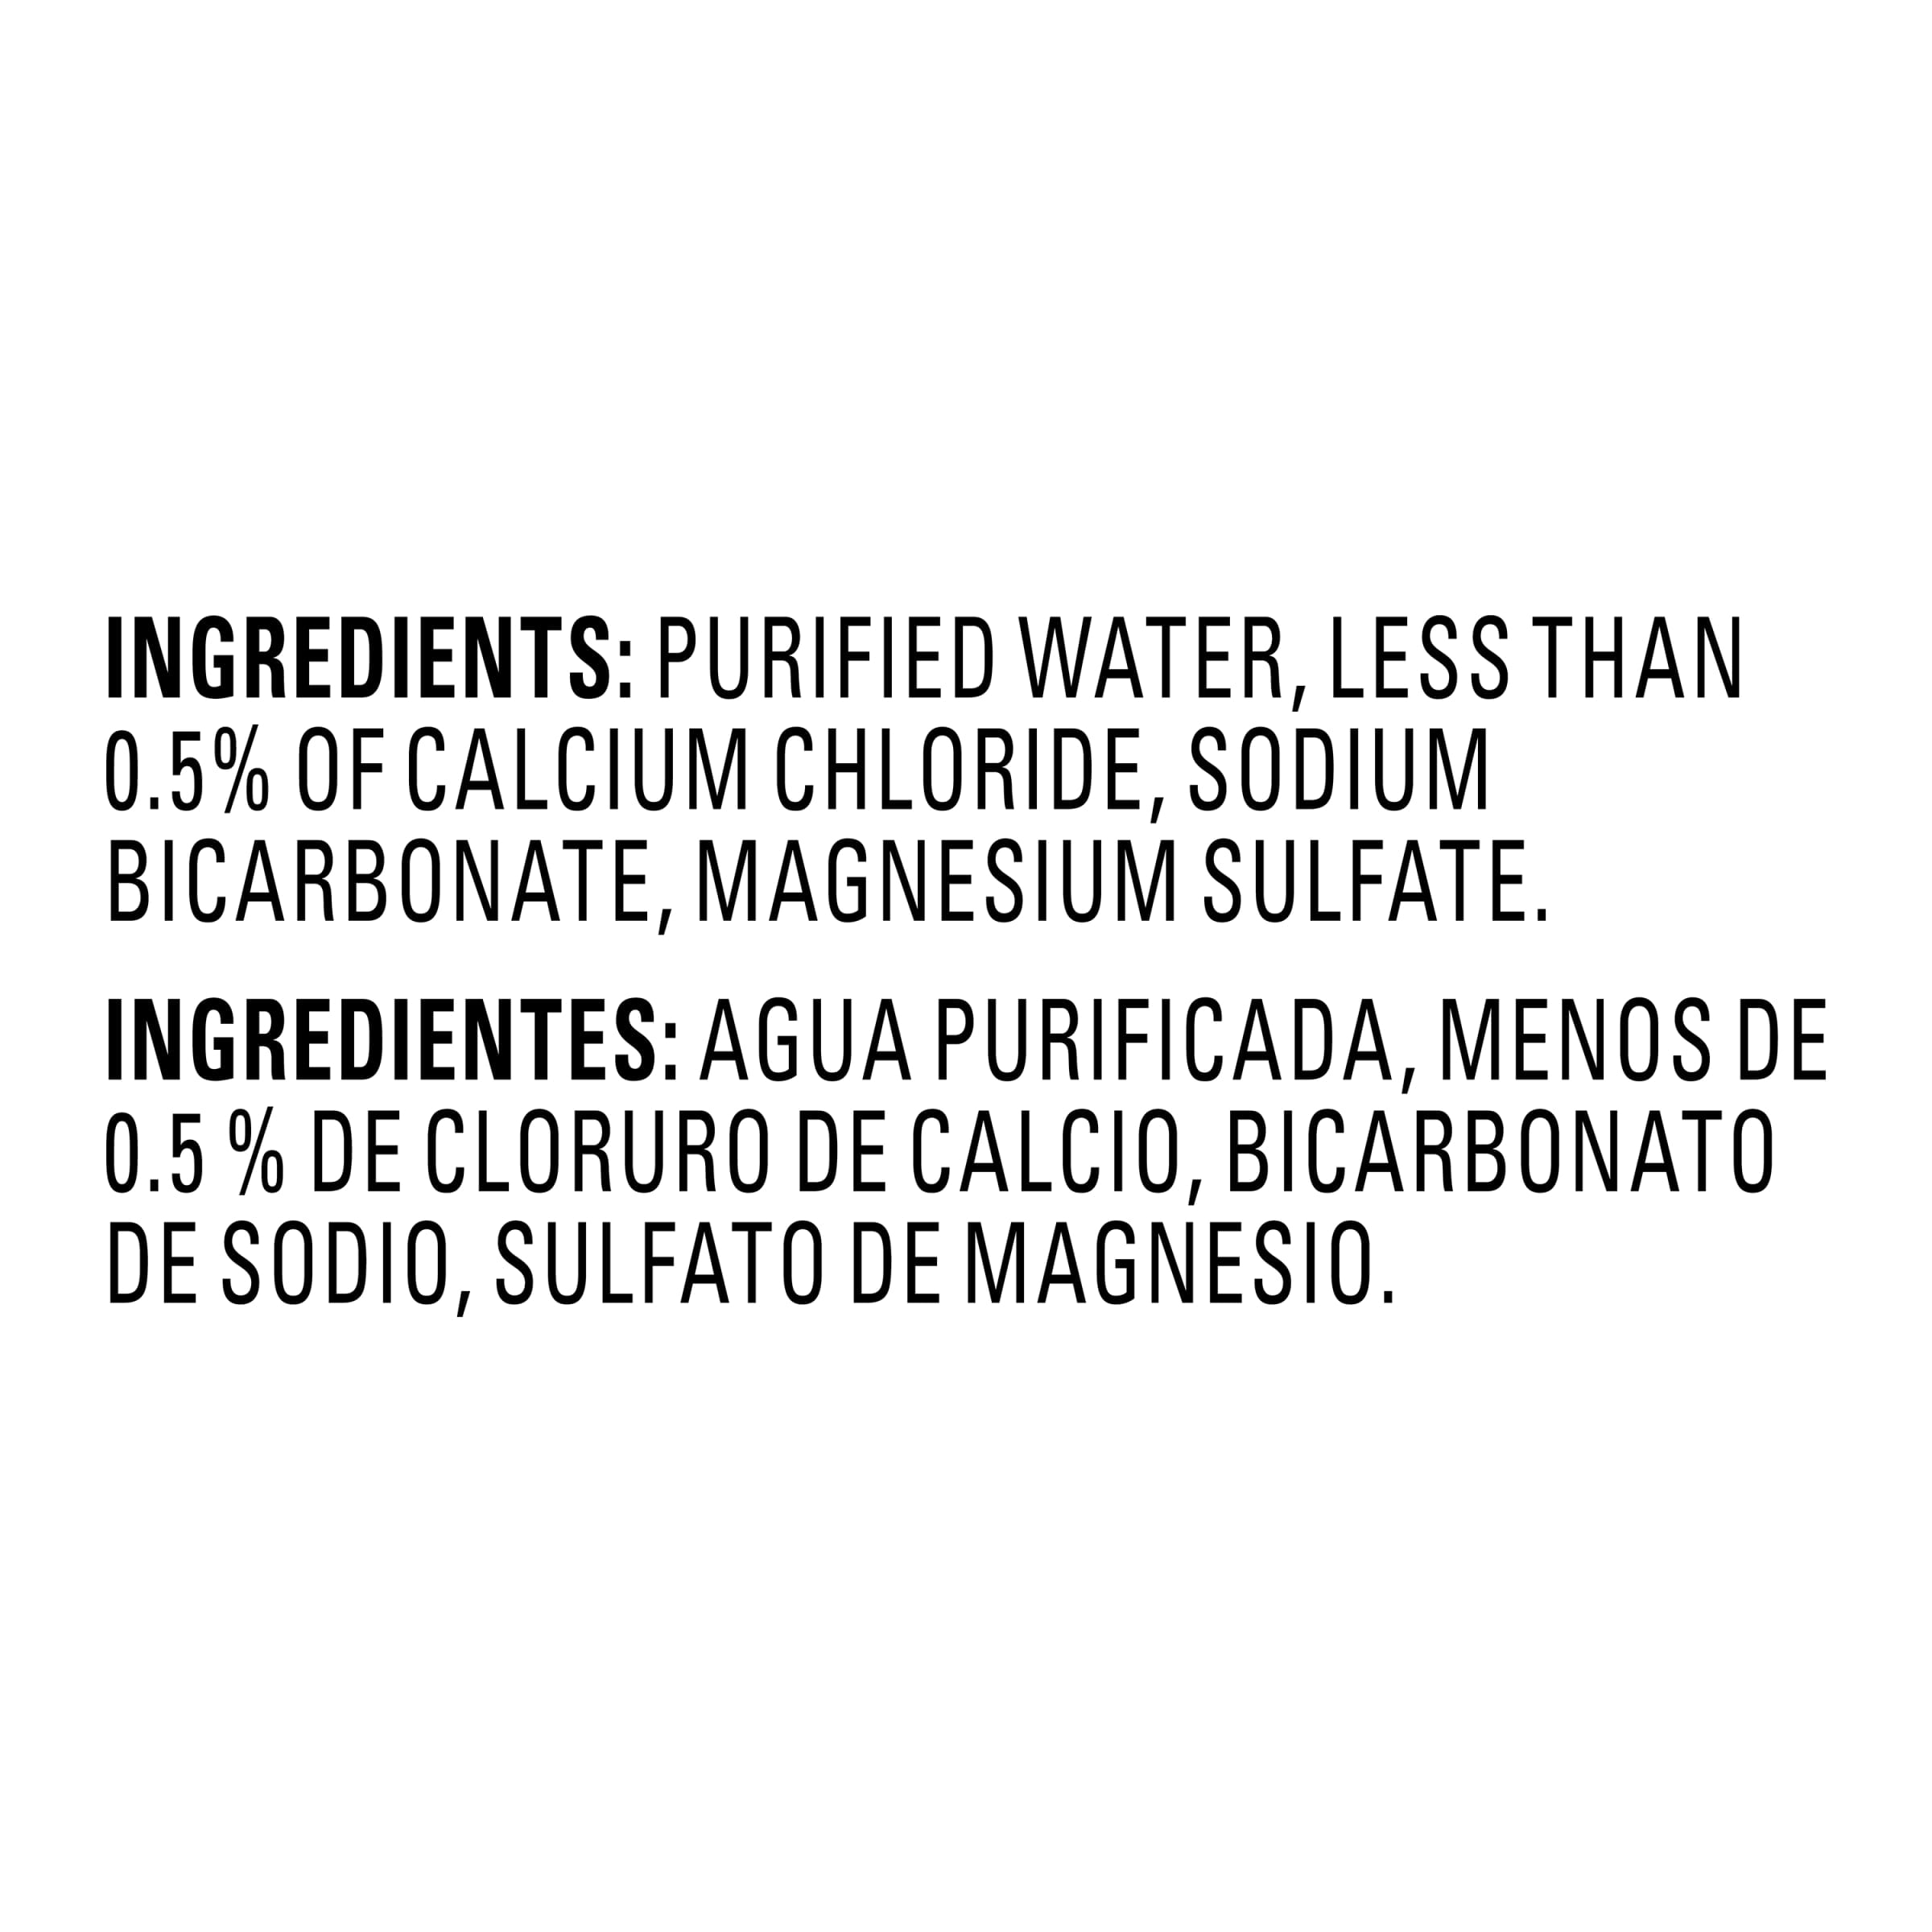 INGREDIENTS: PURIFIED WATER, LESS THAN
0.5% OF CALCIUM CHLORIDE, SODIUM
BICARBONATE, MAGNESIUM SULFATE.
INGREDIENTES: AGUA PURIFICADA, MENOS DE
0.5 % DE CLORURO DE CALCIO, BICARBONATO
DE SODIO, SULFATO DE MAGNESIO.